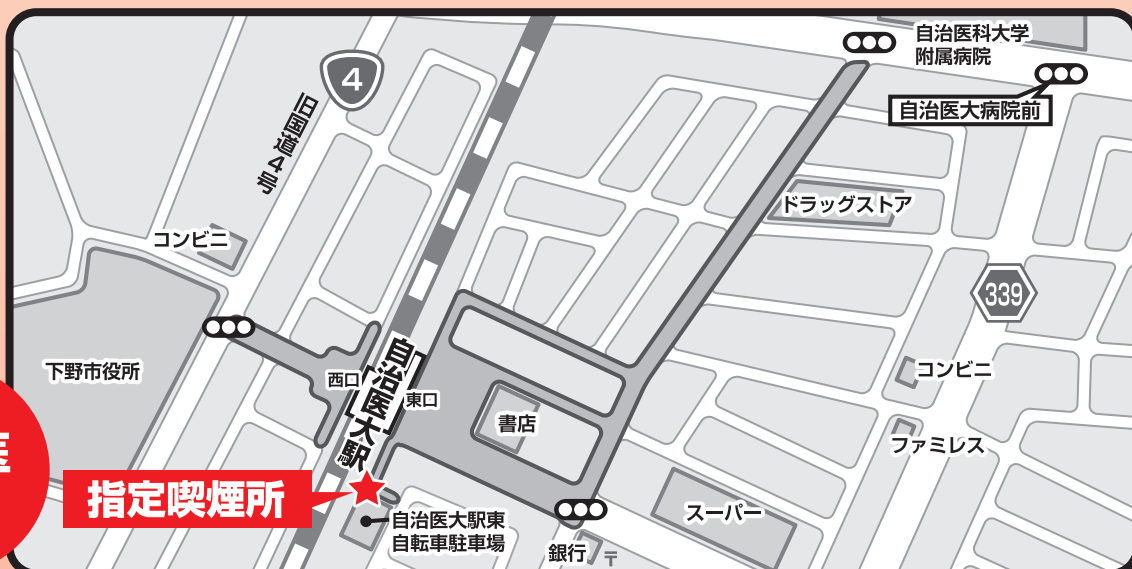 自治医科大学
附属病院
自治医大病院前
4
旧国道4号
ドラッグストア
コンビニ
339
下野市役所
西口
自治医大駅
東口
書店
コンビニ
ファミレス
指定喫煙所
自治医大駅東
自転車駐車場
スーパー
銀行
〒